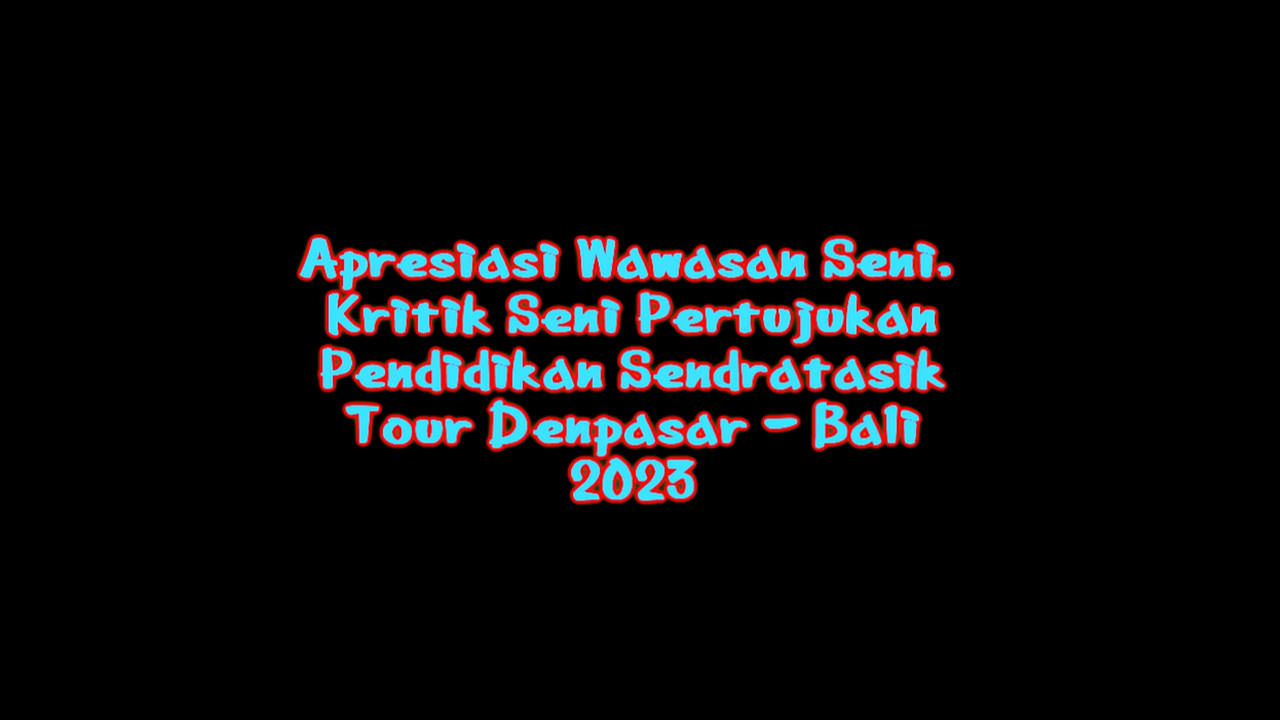 Apresiasi Wawasan Seni,
Kritik Seni Pertujukan
Pendidikan Sendratasik
Tour Denpasar - Bali
2023